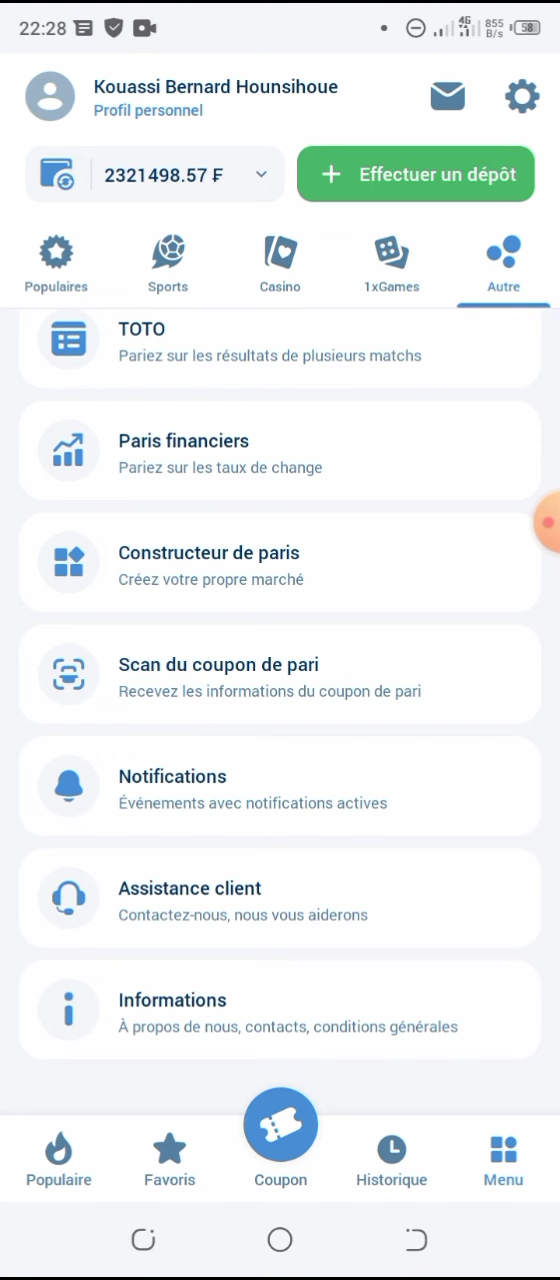 22:28 4G 855 B/s 58
Kouassi Bernard Hounsihoue
Profil personnel
2321498.57 ₣
+ Effectuer un dépôt
Populaires Sports Casino 1xGames Autre
TOTO
Pariez sur les résultats de plusieurs matchs
Paris financiers
Pariez sur les taux de change
Constructeur de paris
Créez votre propre marché
Scan du coupon de pari
Recevez les informations du coupon de pari
Notifications
Événements avec notifications actives
Assistance client
Contactez-nous, nous vous aiderons
Informations
À propos de nous, contacts, conditions générales
Populaire Favoris Coupon Historique Menu